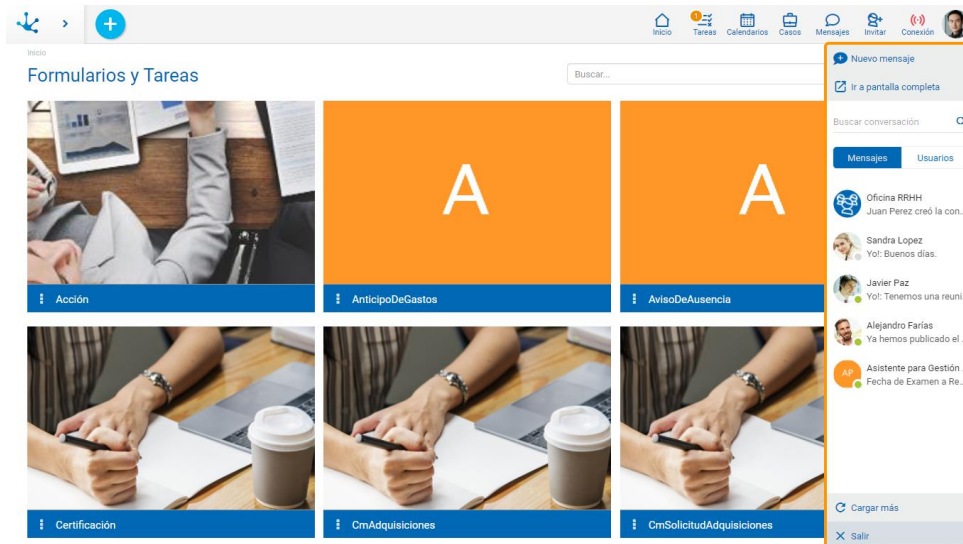 1
Inicio
Tareas
Calendarios
Casos
Mensajes
Invitar
Conexión
Inicio
Formularios y Tareas
Buscar...
A
A
Acción
AnticipoDeGastos
AvisoDeAusencia
Certificación
CmAdquisiciones
CmSolicitudAdquisiciones
Nuevo mensaje
Ir a pantalla completa
Buscar conversación
Mensajes
Usuarios
Oficina RRHH
Juan Perez creó la con...
Sandra Lopez
Yo!: Buenos días.
Javier Paz
Yo!: Tenemos una reuni
Alejandro Farías
Ya hemos publicado el .
AP
Asistente para Gestión .
Fecha de Examen a Re..
Cargar más
Salir